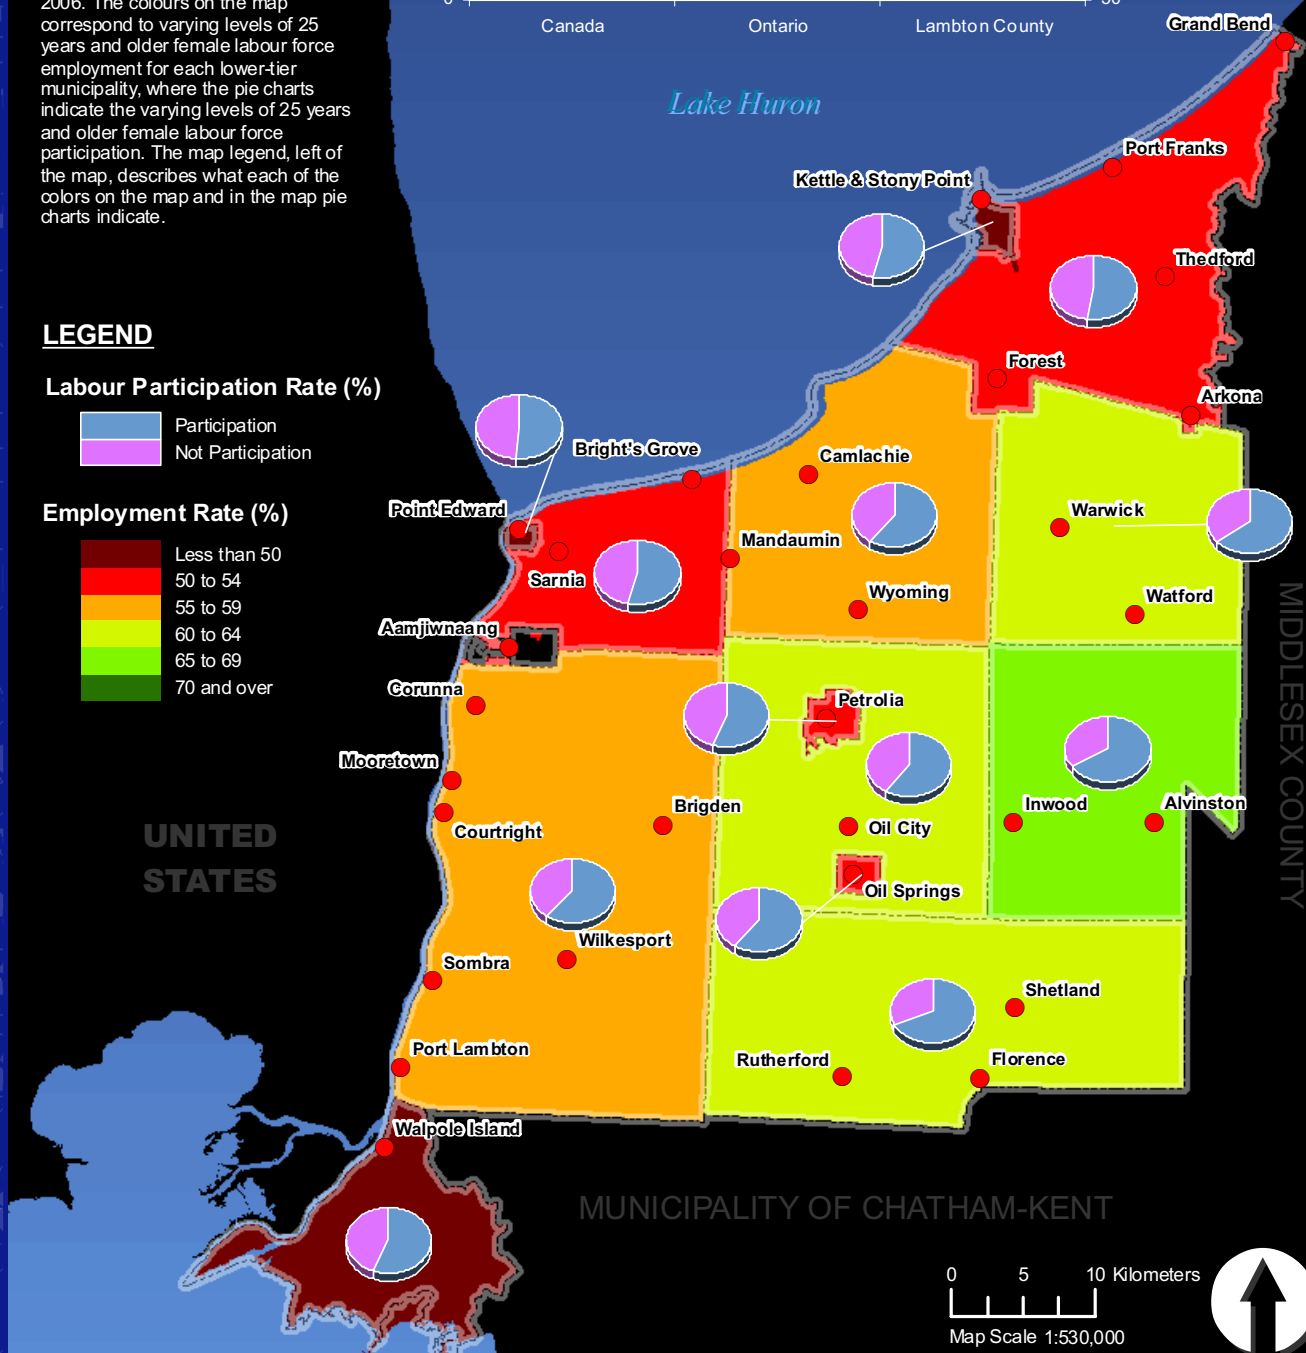 2006. The colours on the map
correspond to varying levels of 25
years and older female labour force
employment for each lower-tier
municipality, where the pie charts
indicate the varying levels of 25 years
and older female labour force
participation. The map legend, left of
the map, describes what each of the
colors on the map and in the map pie
charts indicate.
Canada
Ontario
Lambton County
Grand Bend
Lake Huron
Port Franks
Kettle & Stony Point
Thedford
LEGEND
Forest
Labour Participation Rate (%)
Arkona
Participation
Not Participation
Bright's Grove
Camlachie
Point Edward
Warwick
Employment Rate (%)
Mandaumin
Less than 50
50 to 54
55 to 59
60 to 64
65 to 69
70 and over
Sarnia
Wyoming
Watford
Aamjiwnaang
Corunna
Petrolia
Mooretown
Brigden
Inwood
Alvinston
Courtright
Oil City
UNITED
STATES
MIDDLESEX COUNTY
Oil Springs
Wilkesport
Sombra
Shetland
Port Lambton
Rutherford
Florence
Walpole Island
MUNICIPALITY OF CHATHAM-KENT
0 5 10 Kilometers
Map Scale 1:530,000